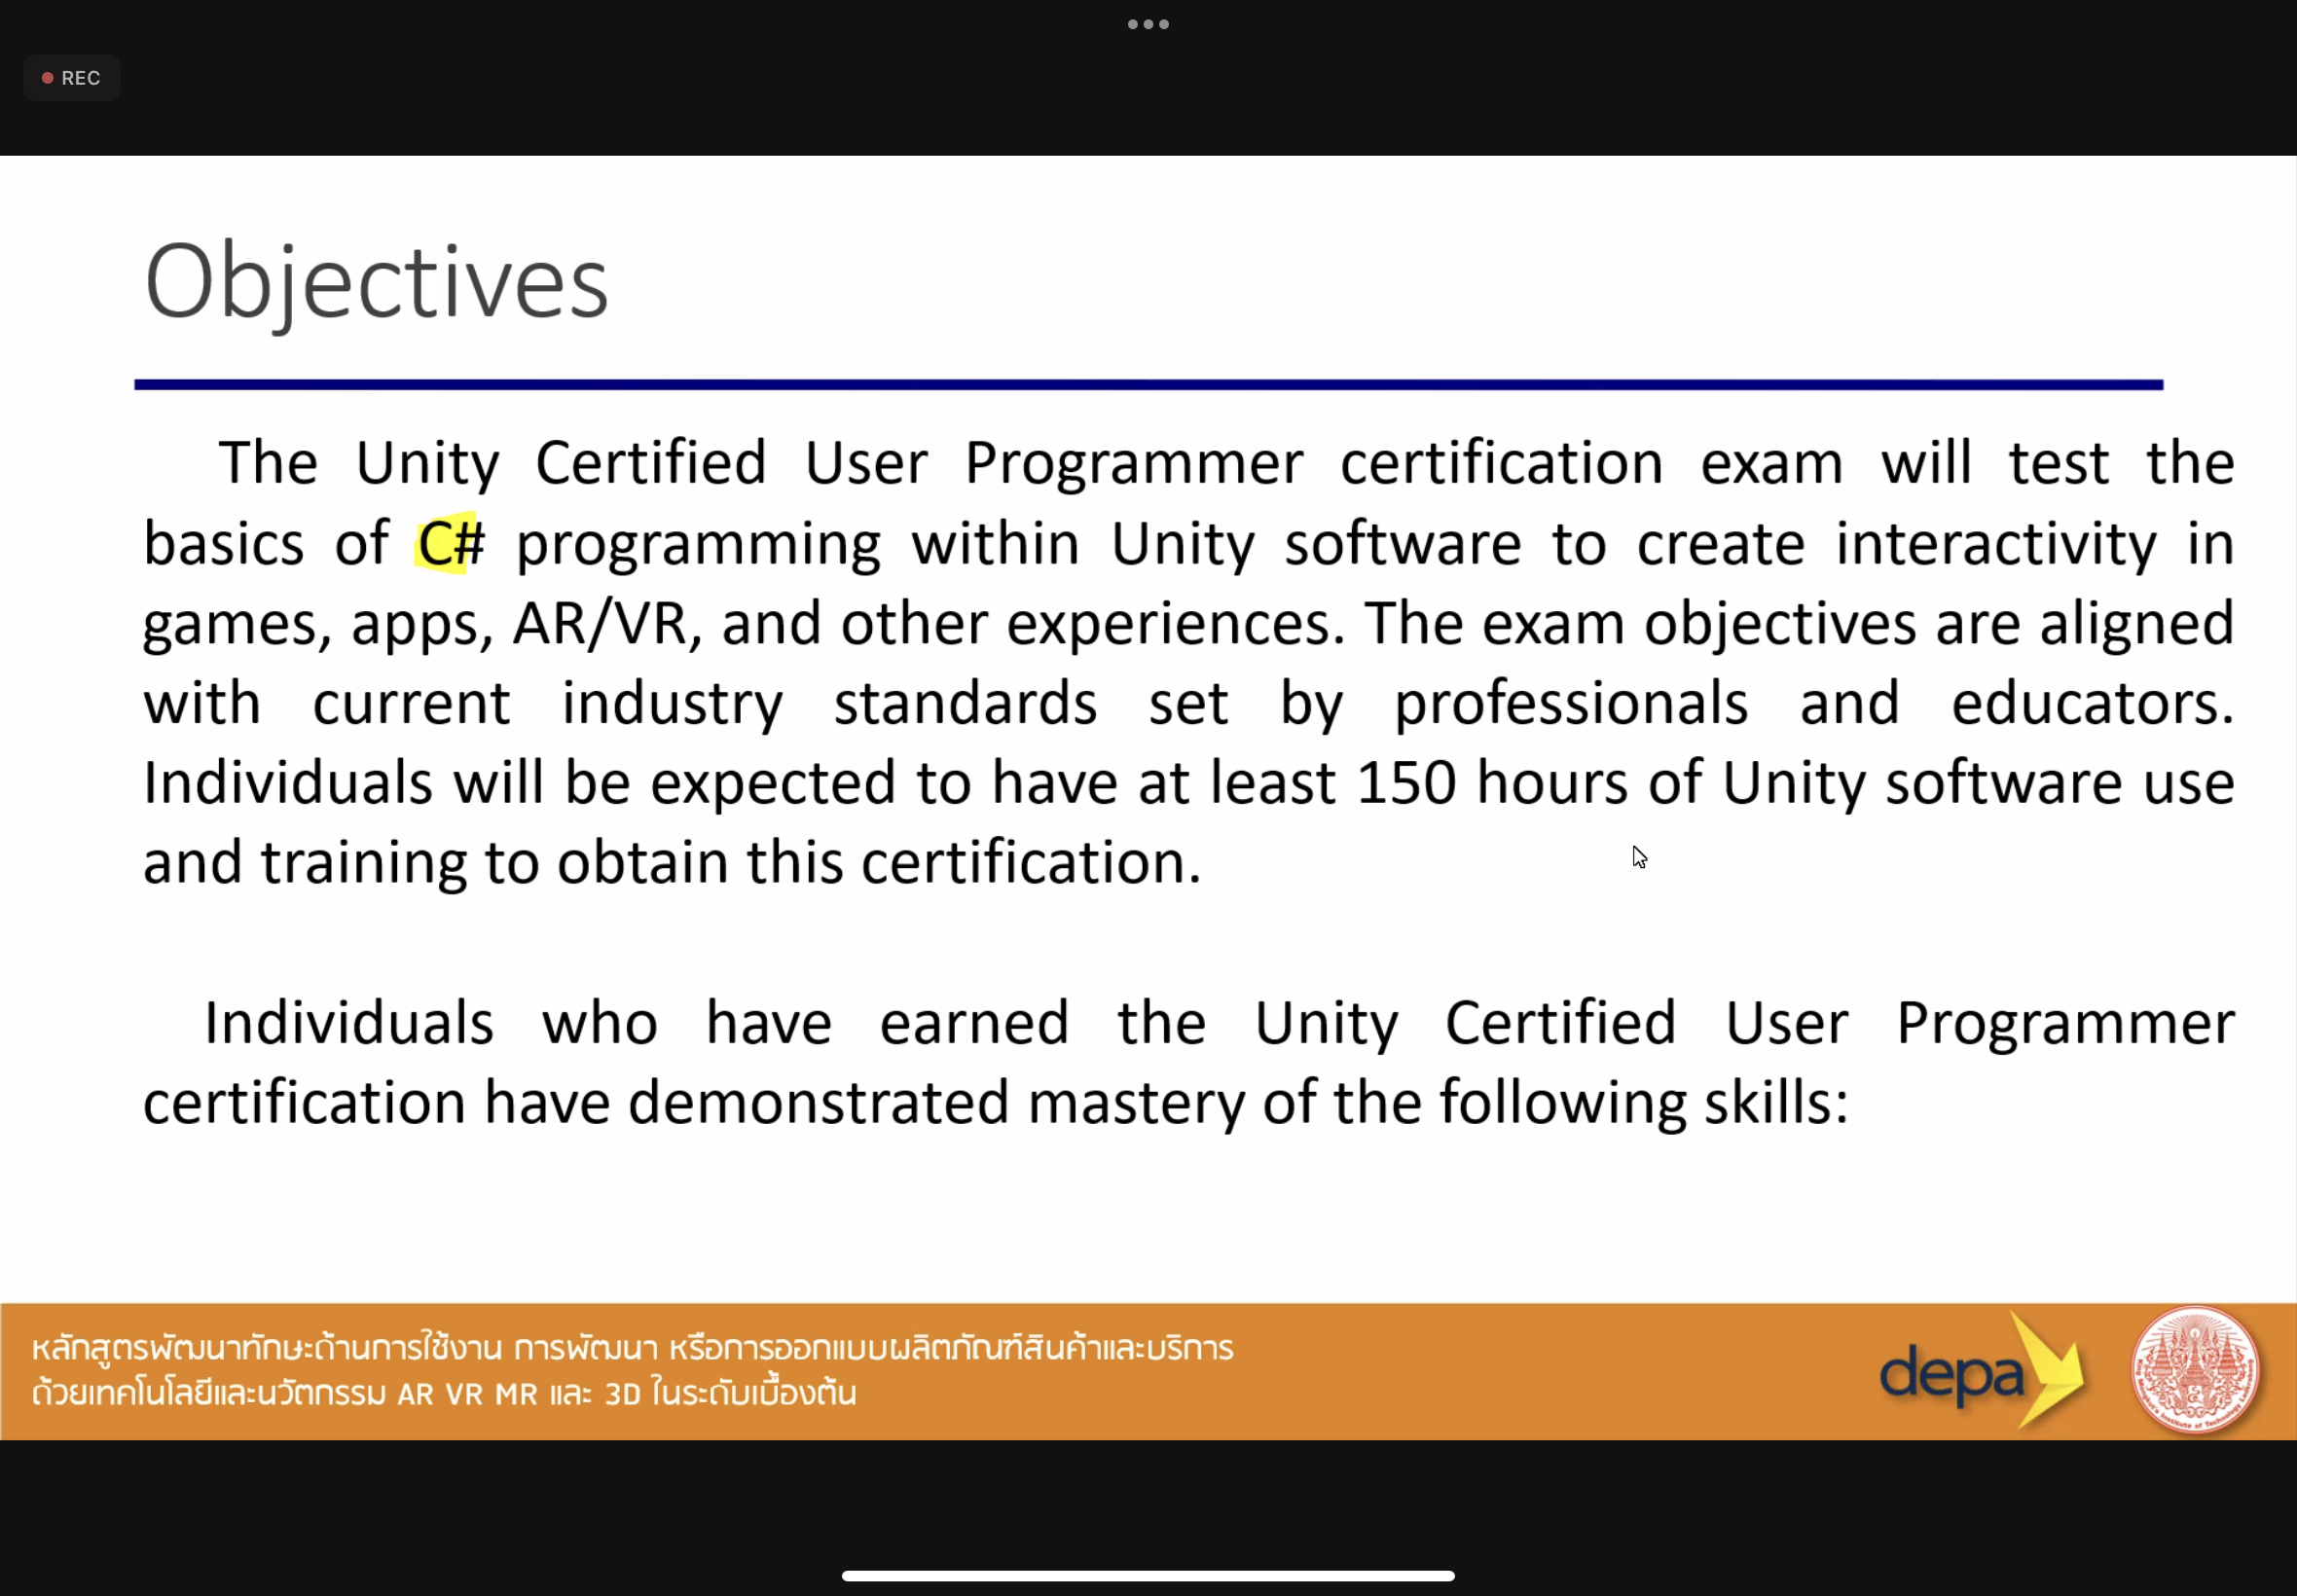 REC
Objectives
The Unity Certified User Programmer certification exam will test the
basics of C# programming within Unity software to create interactivity in
games, apps, AR/VR, and other experiences. The exam objectives are aligned
with current industry standards set by professionals and educators.
Individuals will be expected to have at least 150 hours of Unity software use
and training to obtain this certification.
Individuals who have earned the Unity Certified User Programmer
certification have demonstrated mastery of the following skills:
หลักสูตรพัฒนาทักษะด้านการใช้งาน การพัฒนา หรือการออกแบบผลิตภัณฑ์สินค้าและบริการ
ด้วยเทคโนโลยีและนวัตกรรม AR VR MR และ 3D ในระดับเบื้องต้น
depa